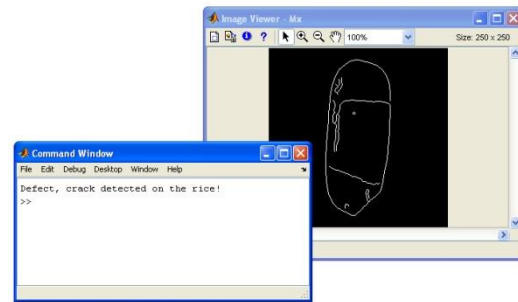 Image Viewer - Mx
100%
Size: 250 x 250
Command Window
File Edit Debug Desktop Window Help
Defect, crack detected on the rice!
>>